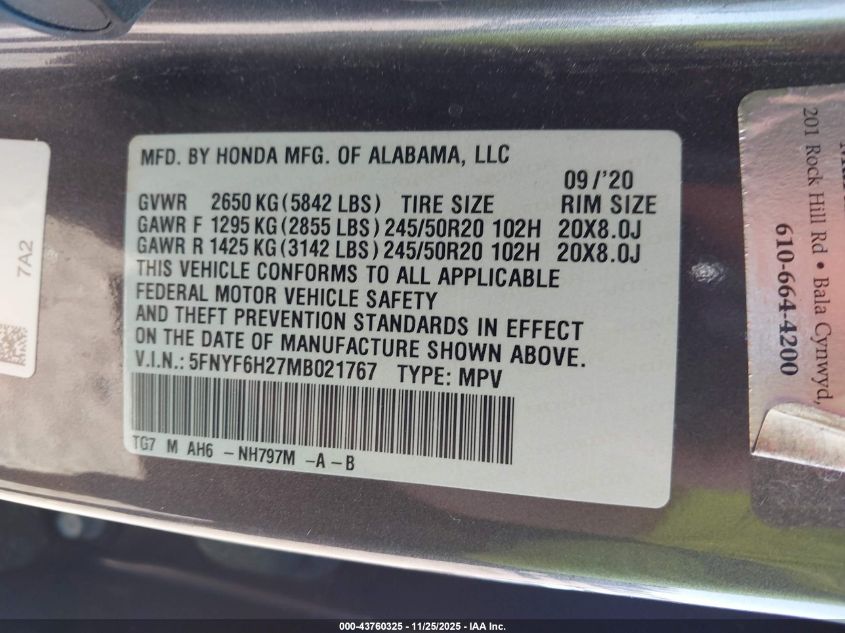 MFD. BY HONDA MFG. OF ALABAMA, LLC
09/'20
GVWR 2650 KG (5842 LBS) TIRE SIZE RIM SIZE
GAWR F 1295 KG (2855 LBS) 245/50R20 102H 20X8.0J
GAWR R 1425 KG (3142 LBS) 245/50R20 102H 20X8.0J
THIS VEHICLE CONFORMS TO ALL APPLICABLE
FEDERAL MOTOR VEHICLE SAFETY
AND THEFT PREVENTION STANDARDS IN EFFECT
ON THE DATE OF MANUFACTURE SHOWN ABOVE.
V.I.N.: 5FNYF6H27MB021767 TYPE: MPV
TG7 M AH6 -NH797M -A-B
7A2
201 Rock Hill Rd • Bala Cynwyd,
610-664-4200
000-43760325 - 11/25/2025 - IAA Inc.